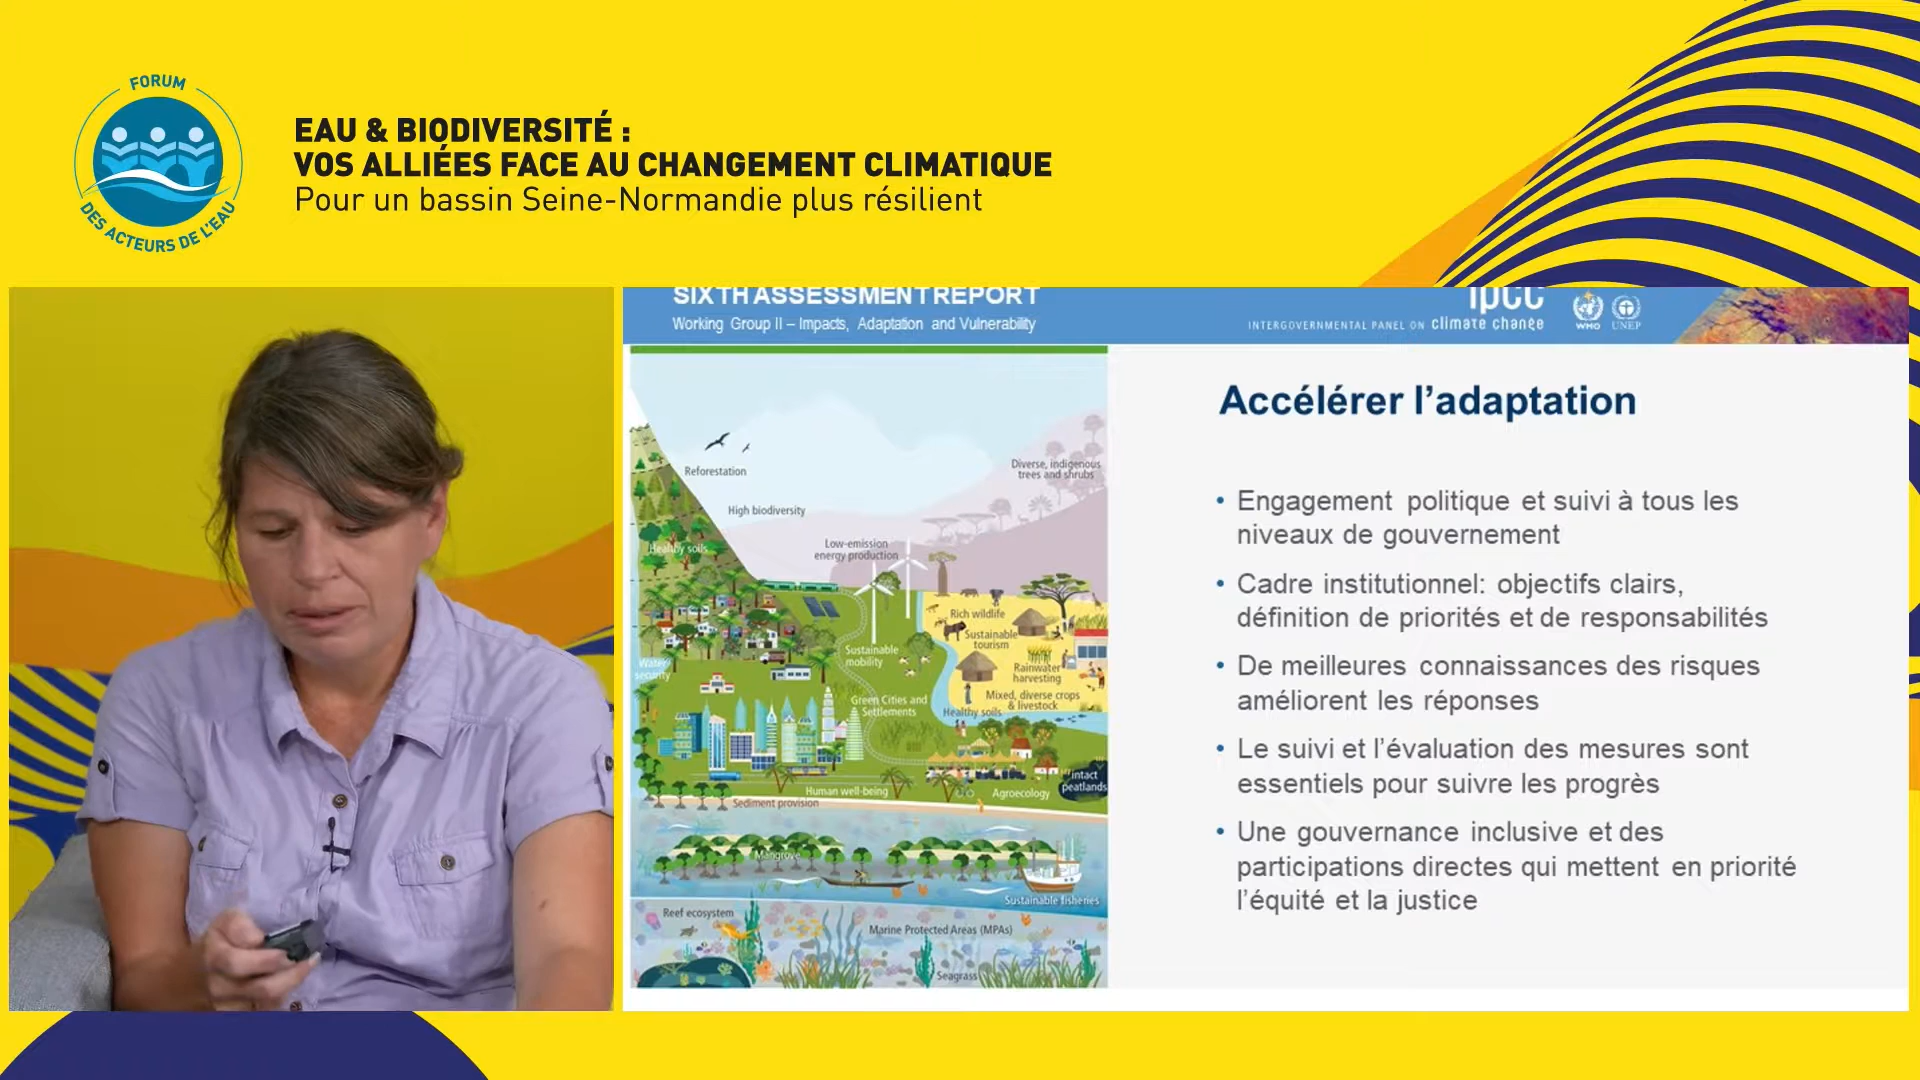 FORUM
DES ACTEURS DE L'EAU
EAU & BIODIVERSITÉ :
VOS ALLIÉES FACE AU CHANGEMENT CLIMATIQUE
Pour un bassin Seine-Normandie plus résilient
SIXTH ASSESSMENT REPORT
Working Group II – Impacts, Adaptation and Vulnerability
ipcc
INTERGOVERNMENTAL PANEL ON climate change
WMO
UNEP
Reforestation
Diverse, indigenous
trees and shrubs
High biodiversity
Healthy soils
Low-emission
energy production
Rich wildlife
Sustainable
tourism
Sustainable
mobility
Water
security
Rainwater
harvesting
Mixed, diverse crops
& livestock
Green Cities and
Settlements
Healthy soils
intact
peatlands
Human well-being
Agroecology
Sediment provision
Mangrove
Sustainable fisheries
Reef ecosystem
Marine Protected Areas (MPAs)
Seagrass
Accélérer l'adaptation
• Engagement politique et suivi à tous les
niveaux de gouvernement
• Cadre institutionnel: objectifs clairs,
définition de priorités et de responsabilités
• De meilleures connaissances des risques
améliorent les réponses
• Le suivi et l'évaluation des mesures sont
essentiels pour suivre les progrès
• Une gouvernance inclusive et des
participations directes qui mettent en priorité
l'équité et la justice